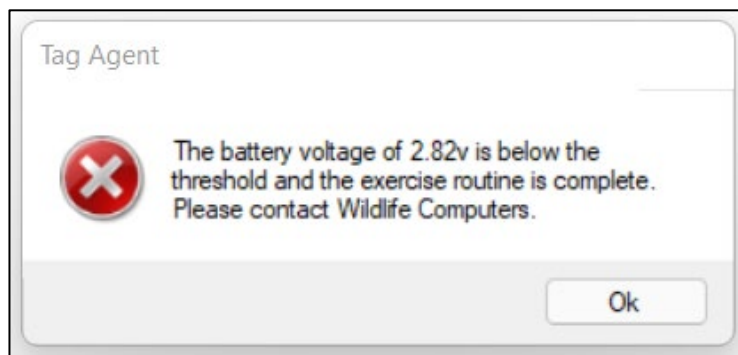 Tag Agent
The battery voltage of 2.82v is below the
threshold and the exercise routine is complete.
Please contact Wildlife Computers.
Ok